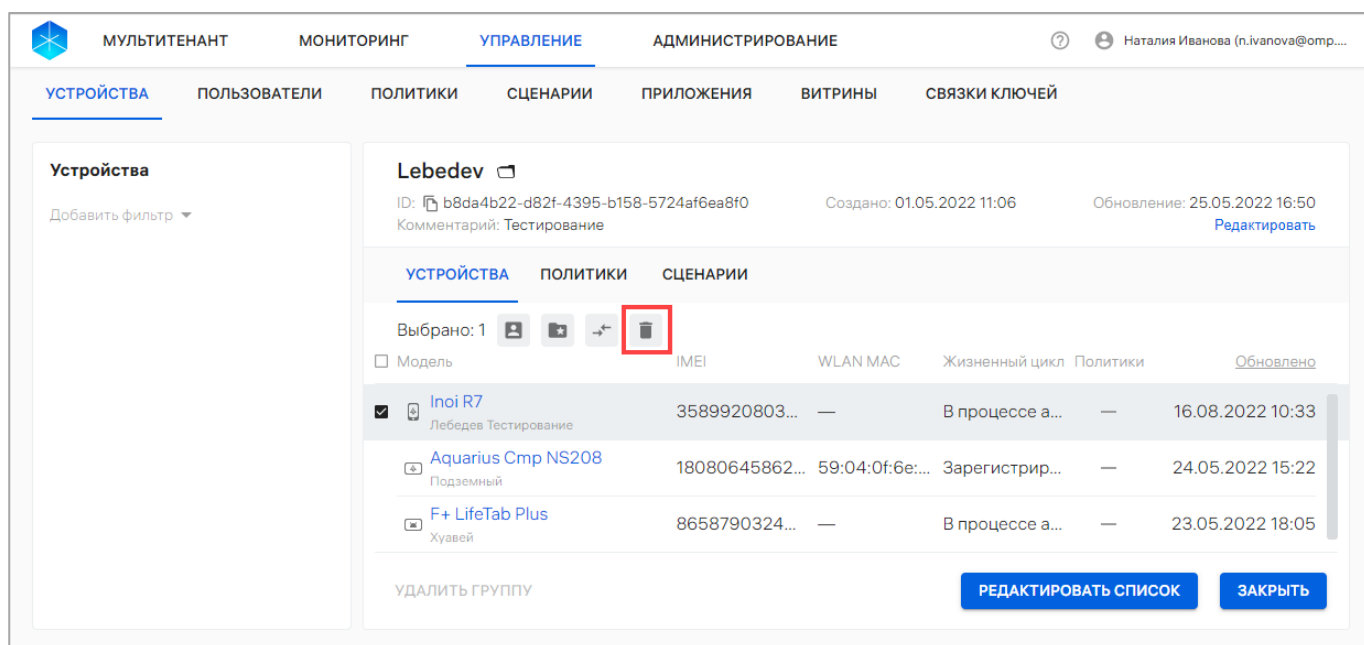 МУЛЬТИТЕНАНТ МОНИТОРИНГ УПРАВЛЕНИЕ АДМИНИСТРИРОВАНИЕ ? Наталия Иванова (n.ivanova@omp....
УСТРОЙСТВА ПОЛЬЗОВАТЕЛИ ПОЛИТИКИ СЦЕНАРИИ ПРИЛОЖЕНИЯ ВИТРИНЫ СВЯЗКИ КЛЮЧЕЙ
Устройства
Добавить фильтр
Lebedev
ID: b8da4b22-d82f-4395-b158-5724af6ea8f0 Создано: 01.05.2022 11:06 Обновление: 25.05.2022 16:50
Комментарий: Тестирование Редактировать
УСТРОЙСТВА ПОЛИТИКИ СЦЕНАРИИ
Выбрано: 1
Модель IMEI WLAN MAC Жизненный цикл Политики Обновлено
Inoi R7 3589920803... — В процессе а... — 16.08.2022 10:33
Лебедев Тестирование
Aquarius Cmp NS208 18080645862... 59:04:0f:6e:... Зарегистрир... — 24.05.2022 15:22
Подземный
F+ LifeTab Plus 8658790324... — В процессе а... — 23.05.2022 18:05
Хуавей
УДАЛИТЬ ГРУППУ РЕДАКТИРОВАТЬ СПИСОК ЗАКРЫТЬ